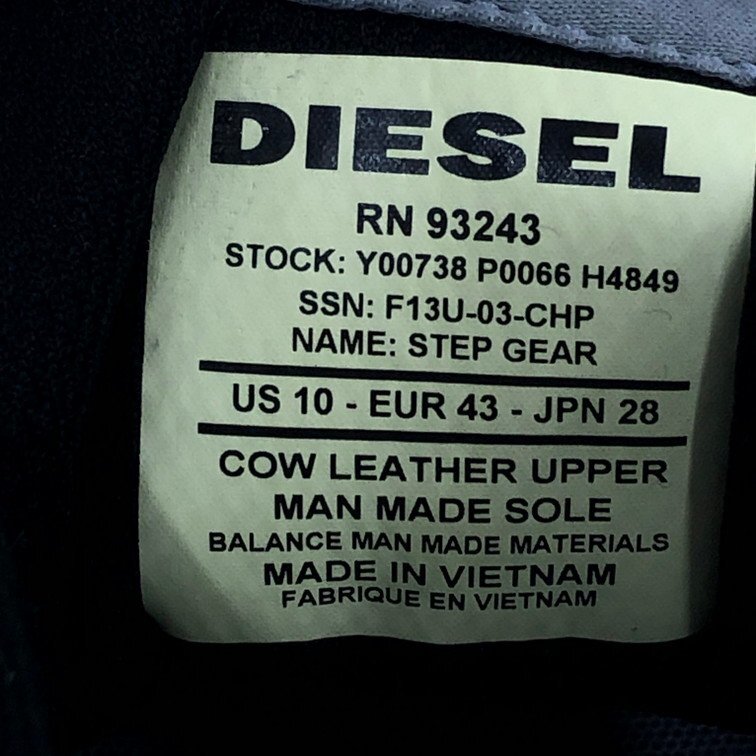 DIESEL
RN 93243
STOCK: Y00738 P0066 H4849
SSN: F13U-03-CHP
NAME: STEP GEAR
US 10 - EUR 43 - JPN 28
COW LEATHER UPPER
MAN MADE SOLE
BALANCE MAN MADE MATERIALS
MADE IN VIETNAM
FABRIQUE EN VIETNAM